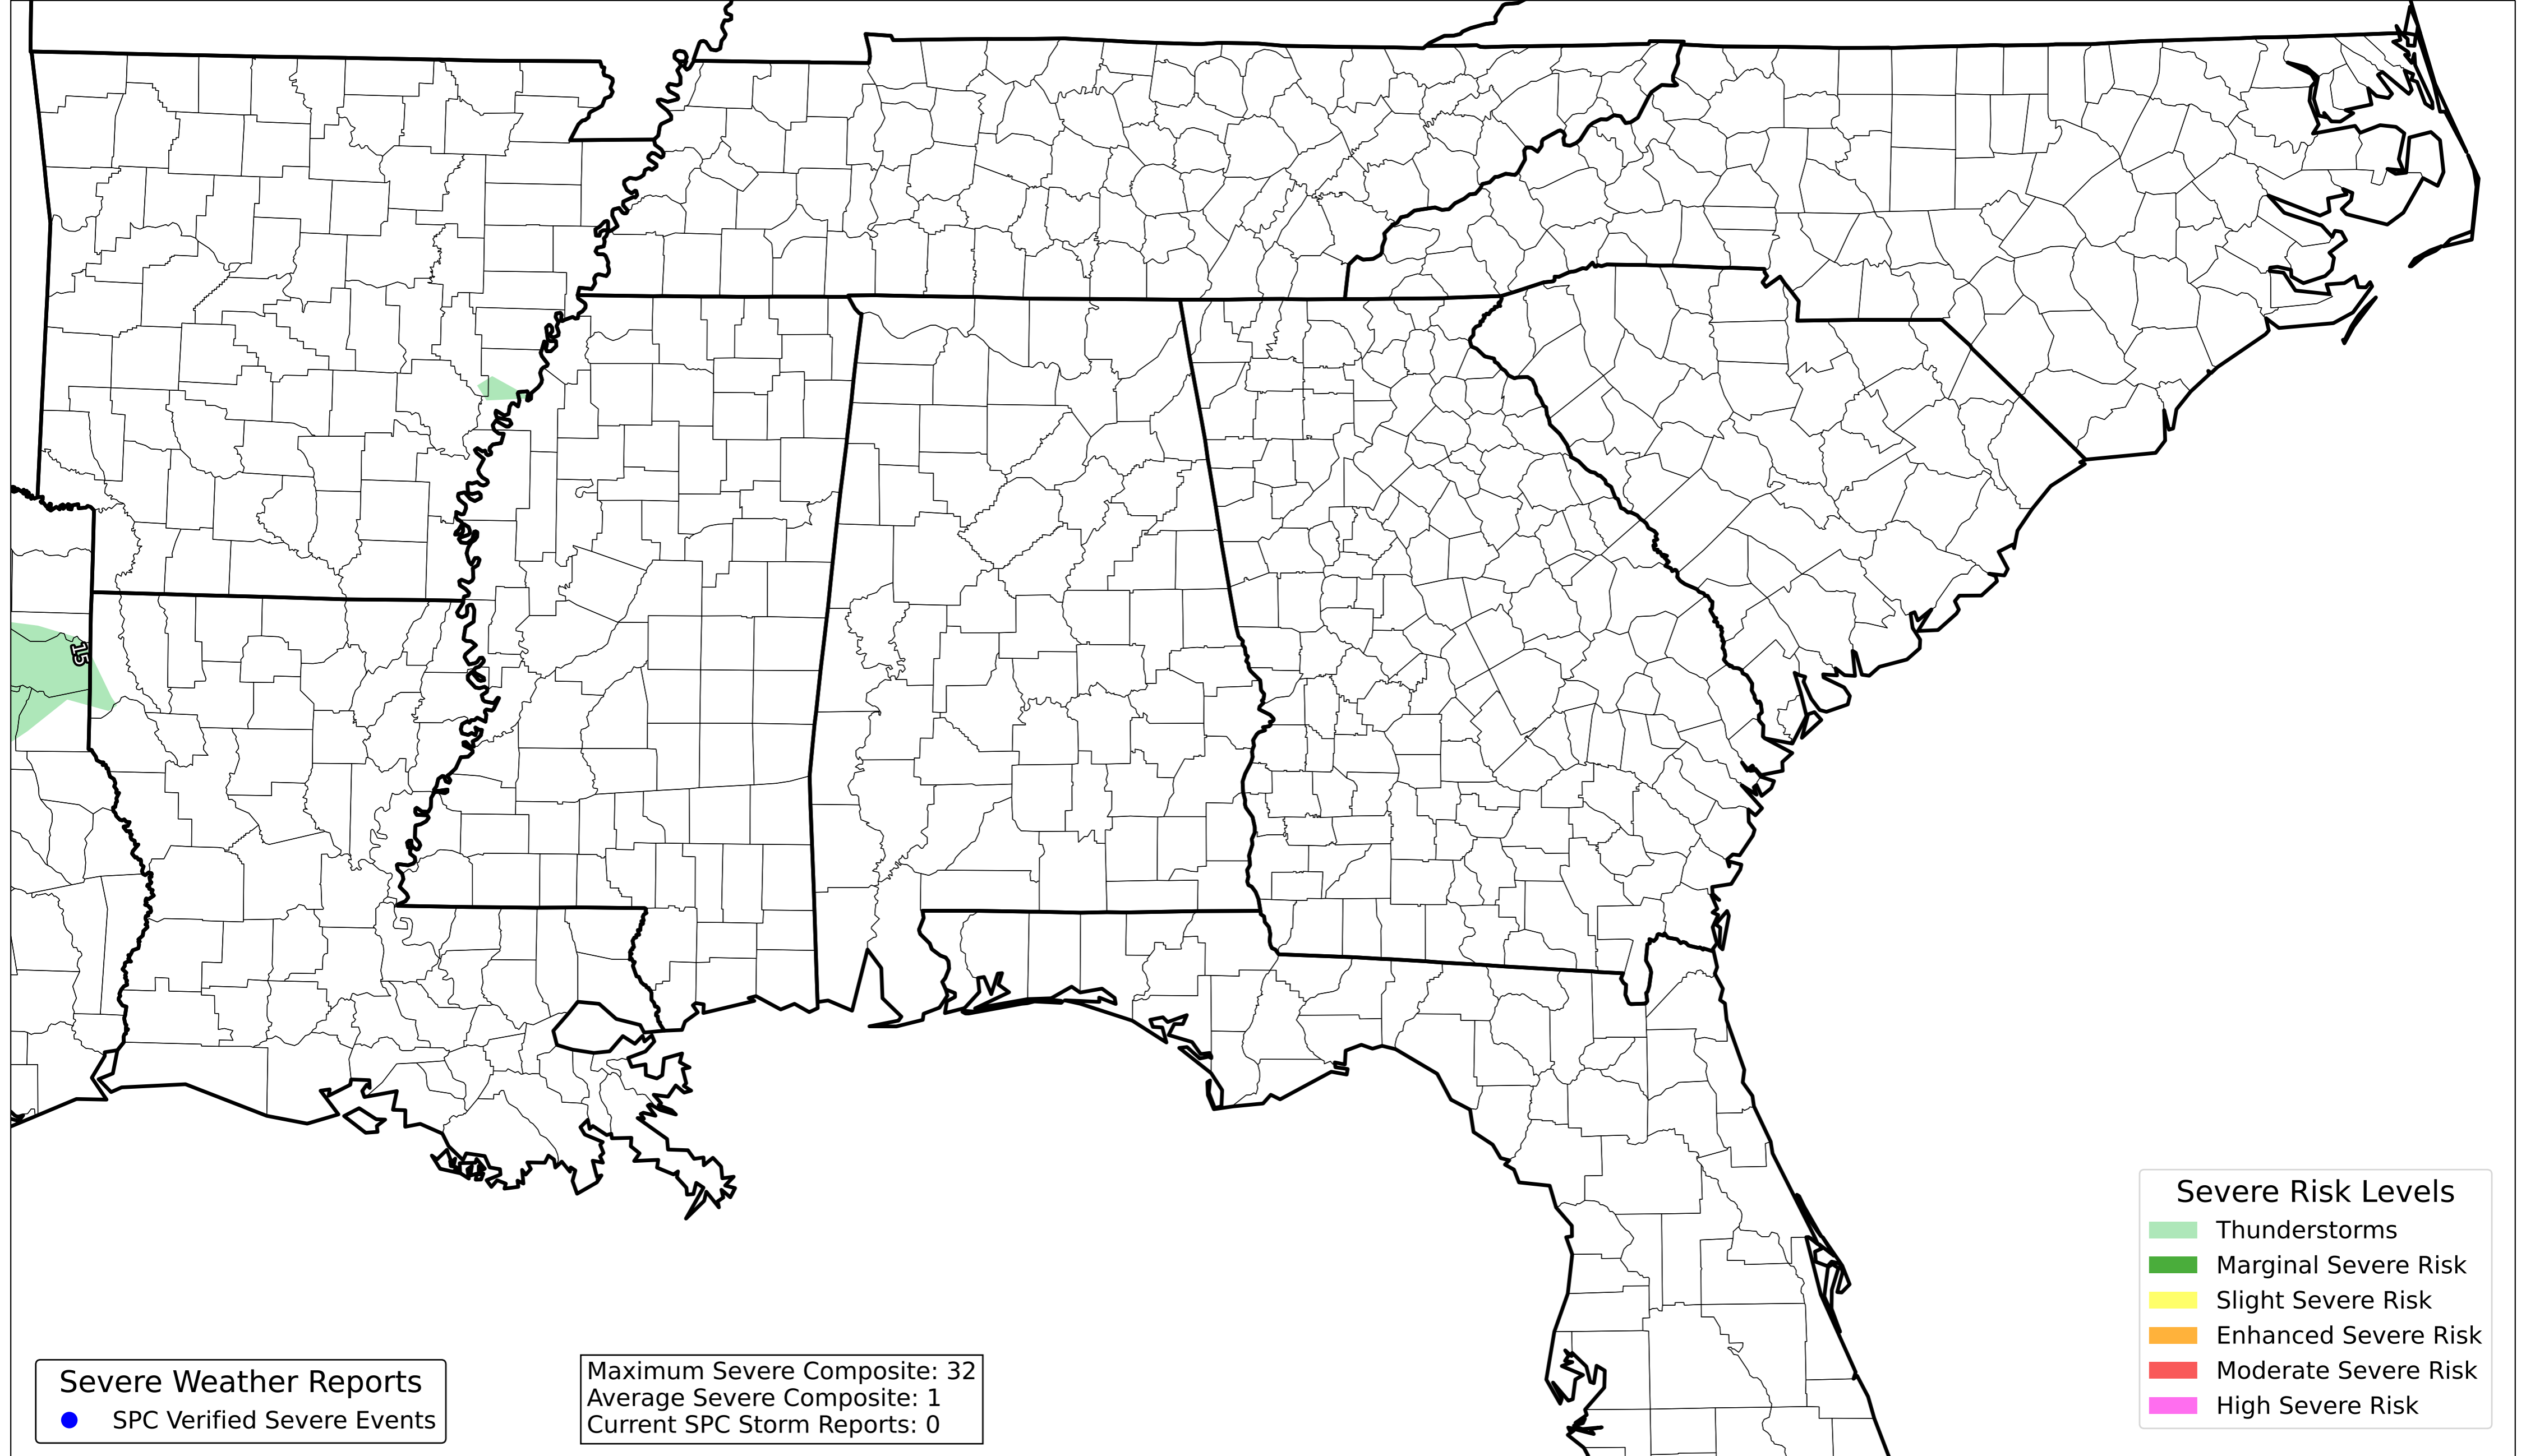 15
Severe Risk Levels
Thunderstorms
Marginal Severe Risk
Slight Severe Risk
Enhanced Severe Risk
Moderate Severe Risk
High Severe Risk
Severe Weather Reports
SPC Verified Severe Events
Maximum Severe Composite: 32
Average Severe Composite: 1
Current SPC Storm Reports: 0